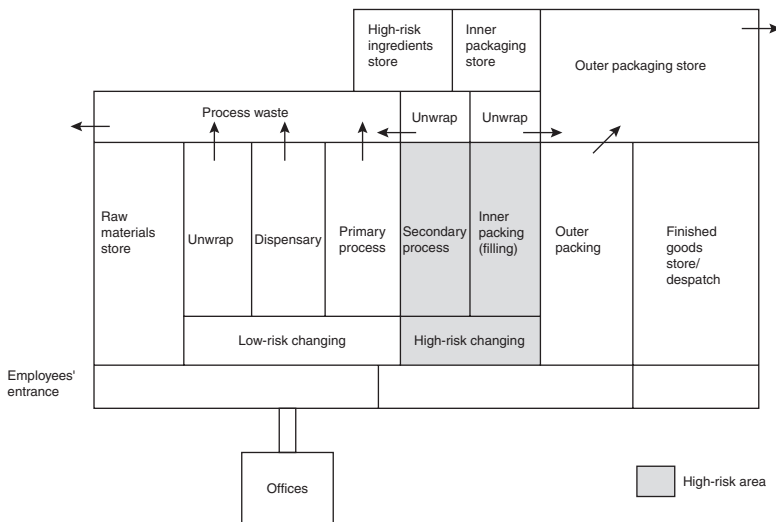 High-risk
ingredients
store
Inner
packaging
store
Outer packaging store
Process waste
Unwrap
Unwrap
Raw
materials
store
Unwrap
Dispensary
Primary
process
Secondary
process
Inner
packing
(filling)
Outer
packing
Finished
goods
store/
despatch
Low-risk changing
High-risk changing
Employees'
entrance
Offices
High-risk area